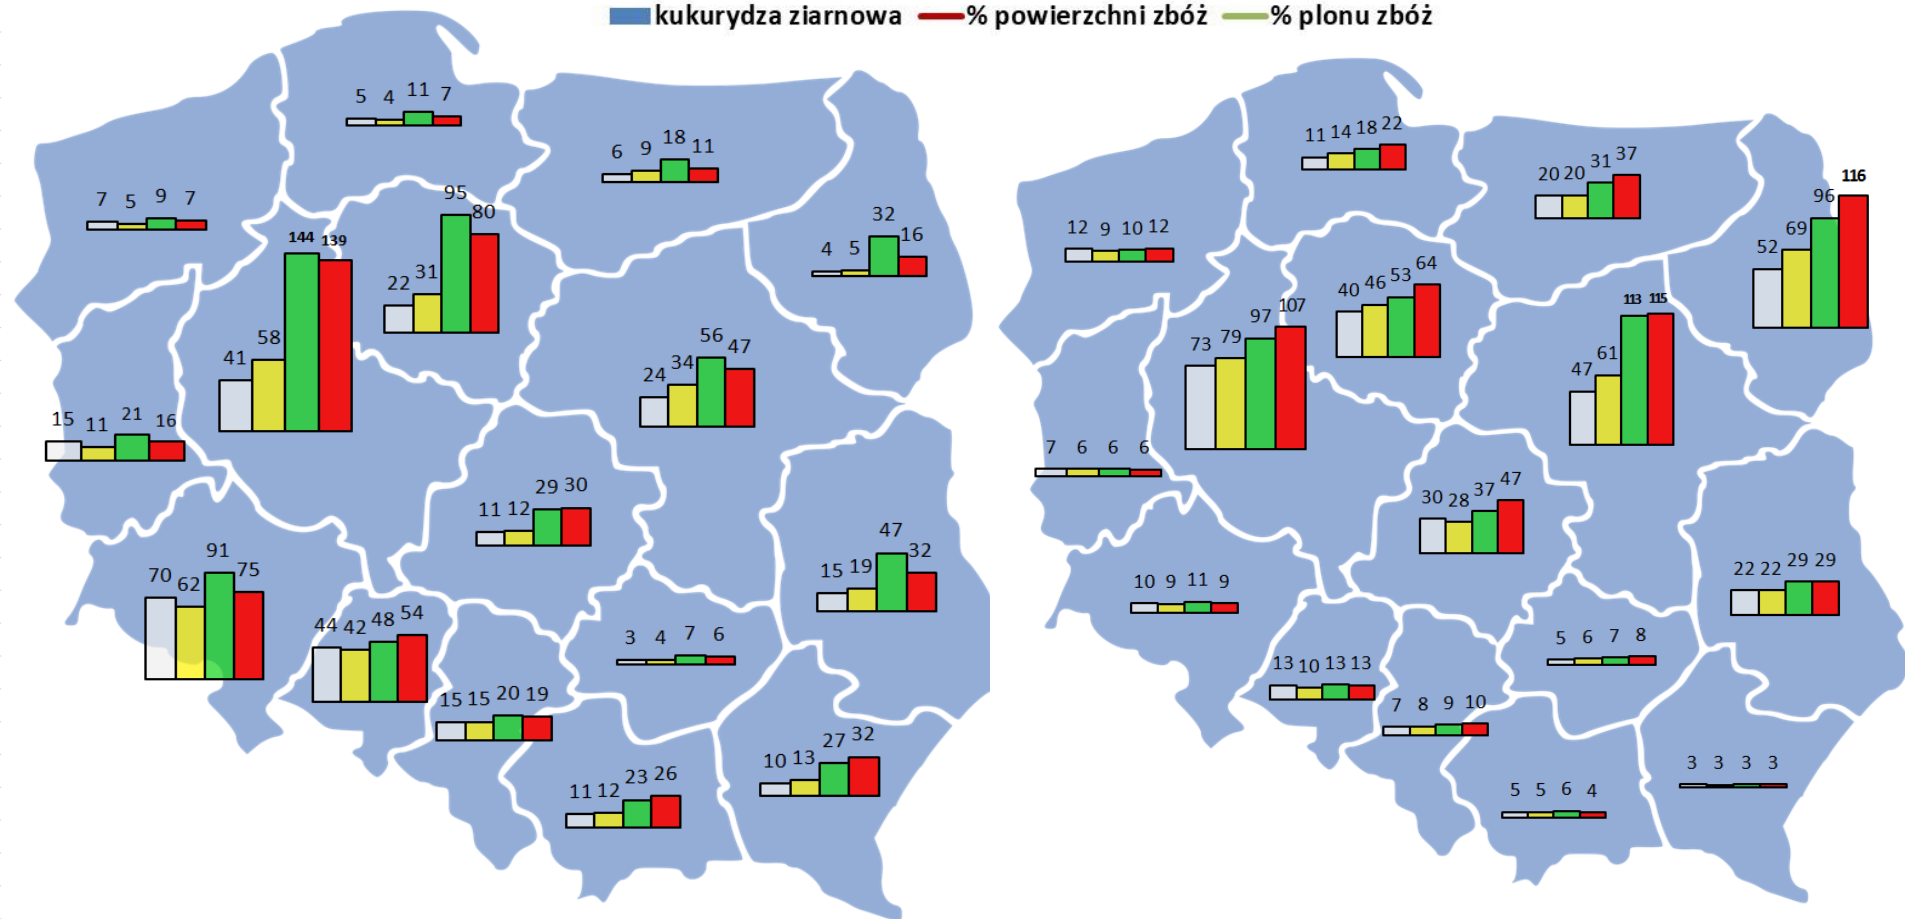 kukurydza ziarnowa % powierzchni zbóż % plonu zbóż
5 4 11 7
6 9 18 11
7 5 9 7
95
22 31 80
144 139
41 58
32
4 5 16
56
24 34 47
15 11 21 16
11 12 29 30
47
15 19 32
91
70 62 75
44 42 48 54
3 4 7 6
15 15 20 19
10 13 27 32
11 12 23 26
11 14 18 22
20 20 31 37
116
96
52 69
12 9 10 12
40 46 53 64
113 115
47 61
73 79 97 107
7 6 6 6
30 28 37 47
22 22 29 29
10 9 11 9
5 6 7 8
13 10 13 13
7 8 9 10
3 3 3 3
5 5 6 4